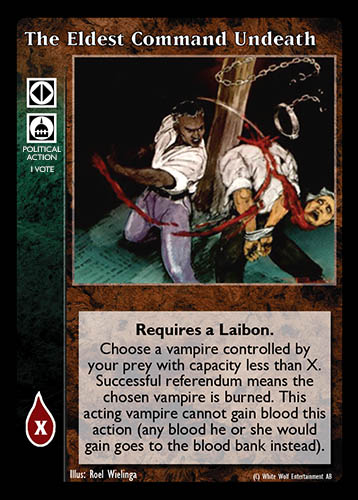 The Eldest Command Undeath
POLITICAL
ACTION
1 VOTE
Requires a Laibon.
Choose a vampire controlled by
your prey with capacity less than X.
Successful referendum means the
chosen vampire is burned. This
acting vampire cannot gain blood this
action (any blood he or she would
gain goes to the blood bank instead).
X
Illus: Roel Wielinga
(C) White Wolf Entertainment AB